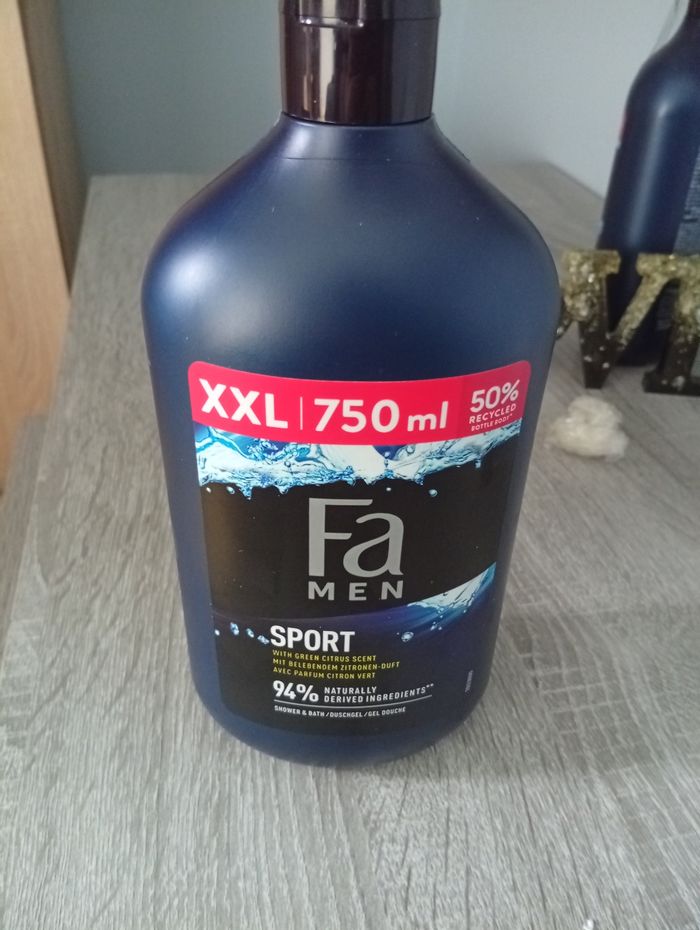 XXL | 750 ml
50%
RECYCLED
BOTTLE BODY*
Fa
MEN
SPORT
WITH GREEN CITRUS SCENT
MIT BELEBENDEM ZITRONEN-DUFT
AVEC PARFUM CITRON VERT
94% NATURALLY
DERIVED INGREDIENTS**
SHOWER & BATH / DUSCHGEL / GEL DOUCHE